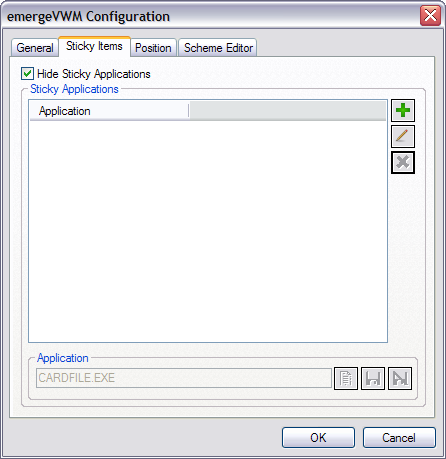 emergeVWM Configuration
General Sticky Items Position Scheme Editor
Hide Sticky Applications
Sticky Applications
Application
Application
CARDFILE.EXE
OK Cancel